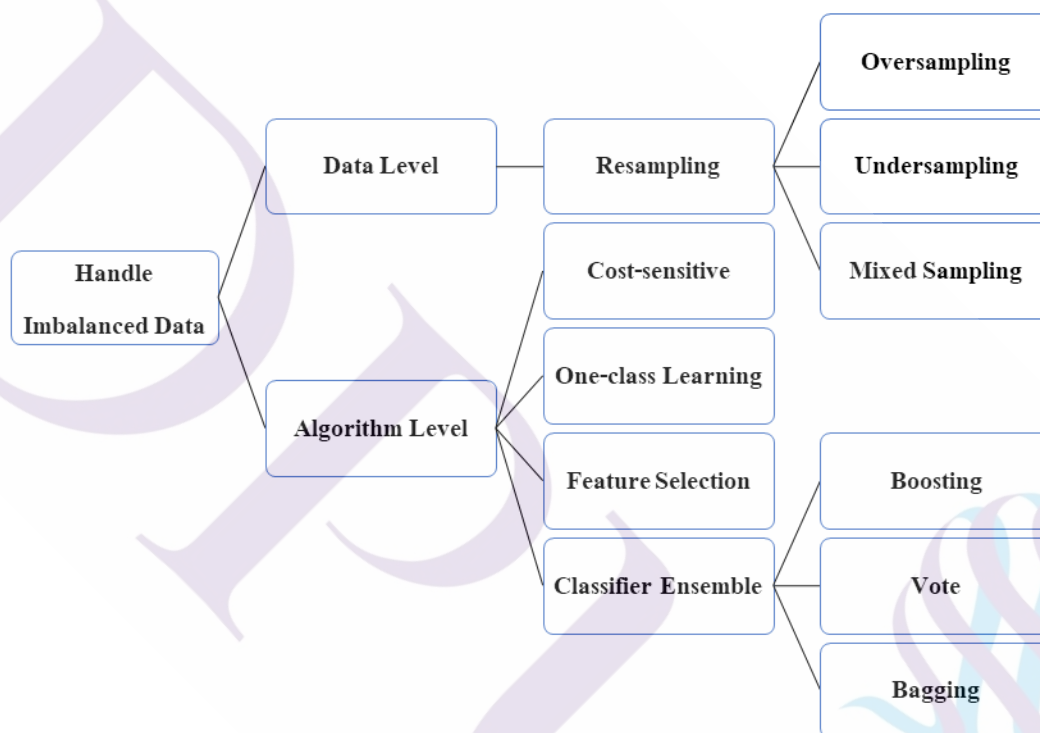 Handle
Imbalanced Data
Data Level
Resampling
Oversampling
Undersampling
Mixed Sampling
Algorithm Level
Cost-sensitive
One-class Learning
Feature Selection
Classifier Ensemble
Boosting
Vote
Bagging